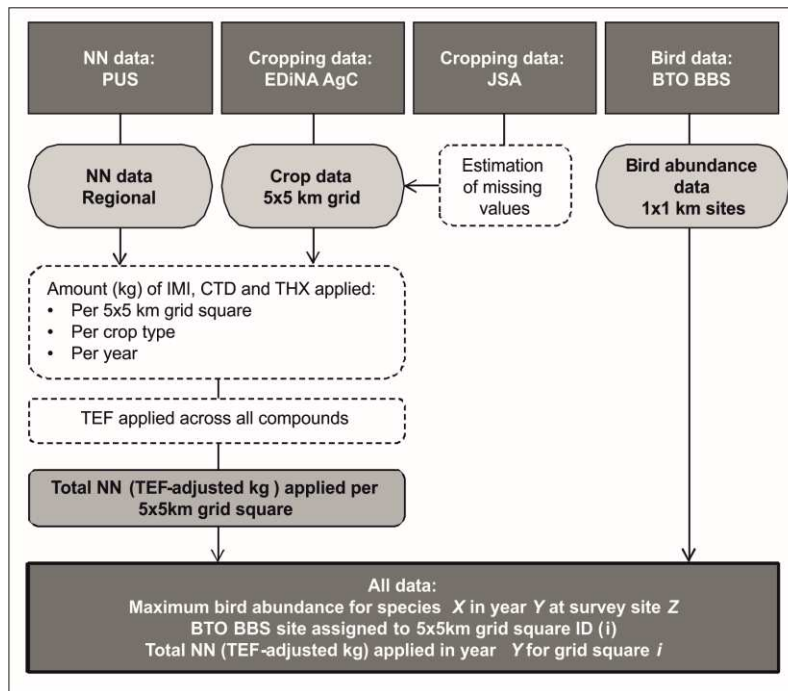 NN data:
PUS
Cropping data:
EDiNA AgC
Cropping data:
JSA
Bird data:
BTO BBS
NN data
Regional
Crop data
5x5 km grid
Estimation
of missing
values
Bird abundance
data
1x1 km sites
Amount (kg) of IMI, CTD and THX applied:
• Per 5x5 km grid square
• Per crop type
• Per year
TEF applied across all compounds
Total NN (TEF-adjusted kg ) applied per
5x5km grid square
All data:
Maximum bird abundance for species X in year Y at survey site Z
BTO BBS site assigned to 5x5km grid square ID (i)
Total NN (TEF-adjusted kg) applied in year Y for grid square i